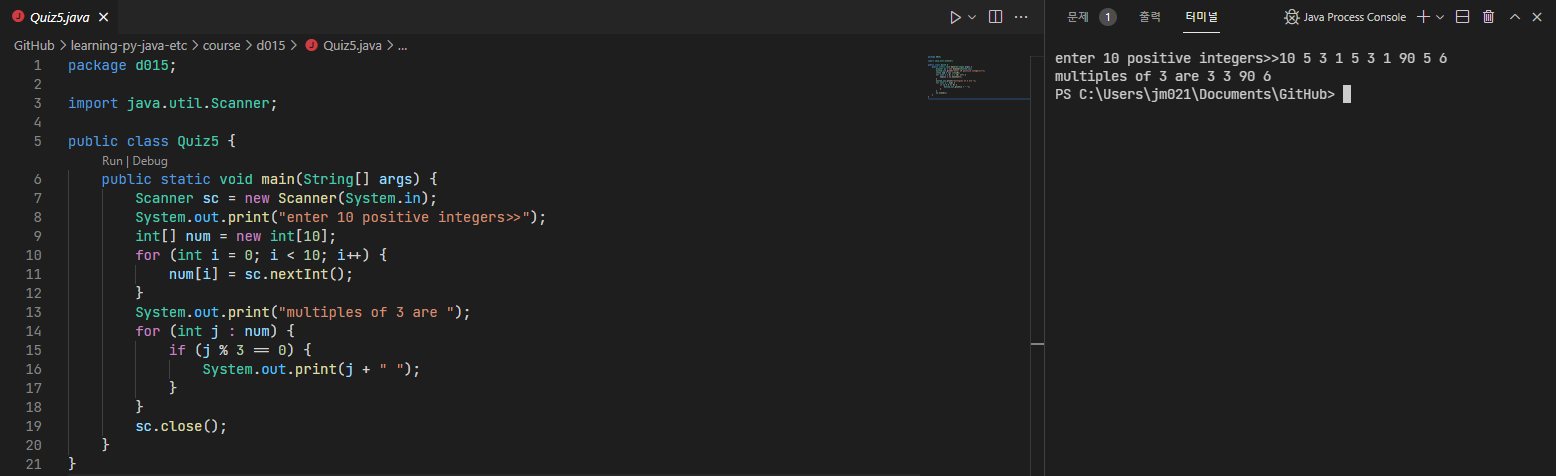 Quiz5.java
GitHub > learning-py-java-etc > course > d015 > Quiz5.java > ...
1 package d015;
2
3 import java.util.Scanner;
4
5 public class Quiz5 {
Run | Debug
6 public static void main(String[] args) {
7 Scanner sc = new Scanner(System.in);
8 System.out.print("enter 10 positive integers>>");
9 int[] num = new int[10];
10 for (int i = 0; i < 10; i++) {
11 num[i] = sc.nextInt();
12 }
13 System.out.print("multiples of 3 are ");
14 for (int j : num) {
15 if (j % 3 == 0) {
16 System.out.print(j + " ");
17 }
18 }
19 sc.close();
20 }
21 }
문제 1 출력 터미널 Java Process Console
enter 10 positive integers>>10 5 3 1 5 3 1 90 5 6
multiples of 3 are 3 3 90 6
PS C:\Users\jm021\Documents\GitHub>